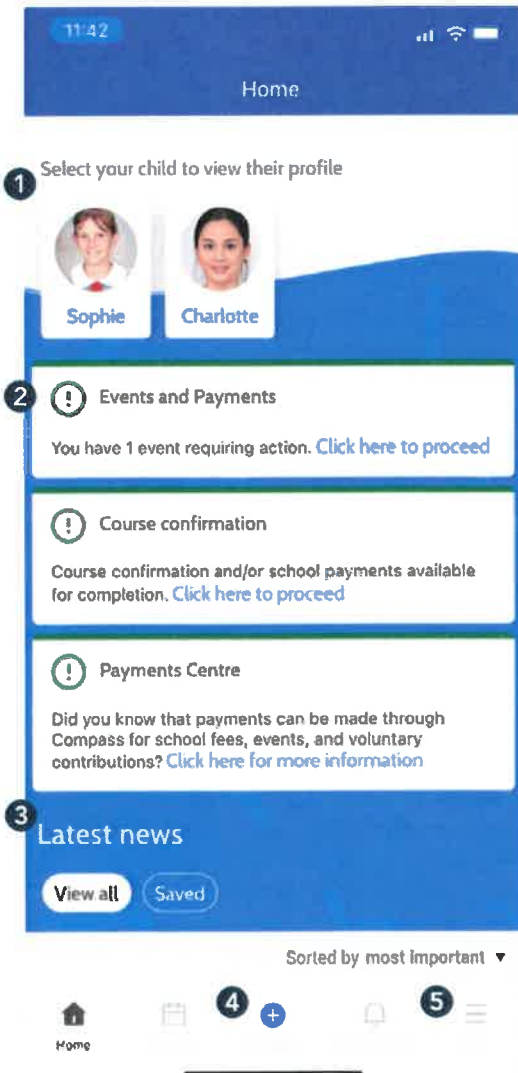 11:42
Home
1
Select your child to view their profile
Sophie
Charlotte
2
Events and Payments
You have 1 event requiring action. Click here to proceed
Course confirmation
Course confirmation and/or school payments available
for completion. Click here to proceed
Payments Centre
Did you know that payments can be made through
Compass for school fees, events, and voluntary
contributions? Click here for more information
3
Latest news
View all
Saved
Sorted by most important
4
5
Home